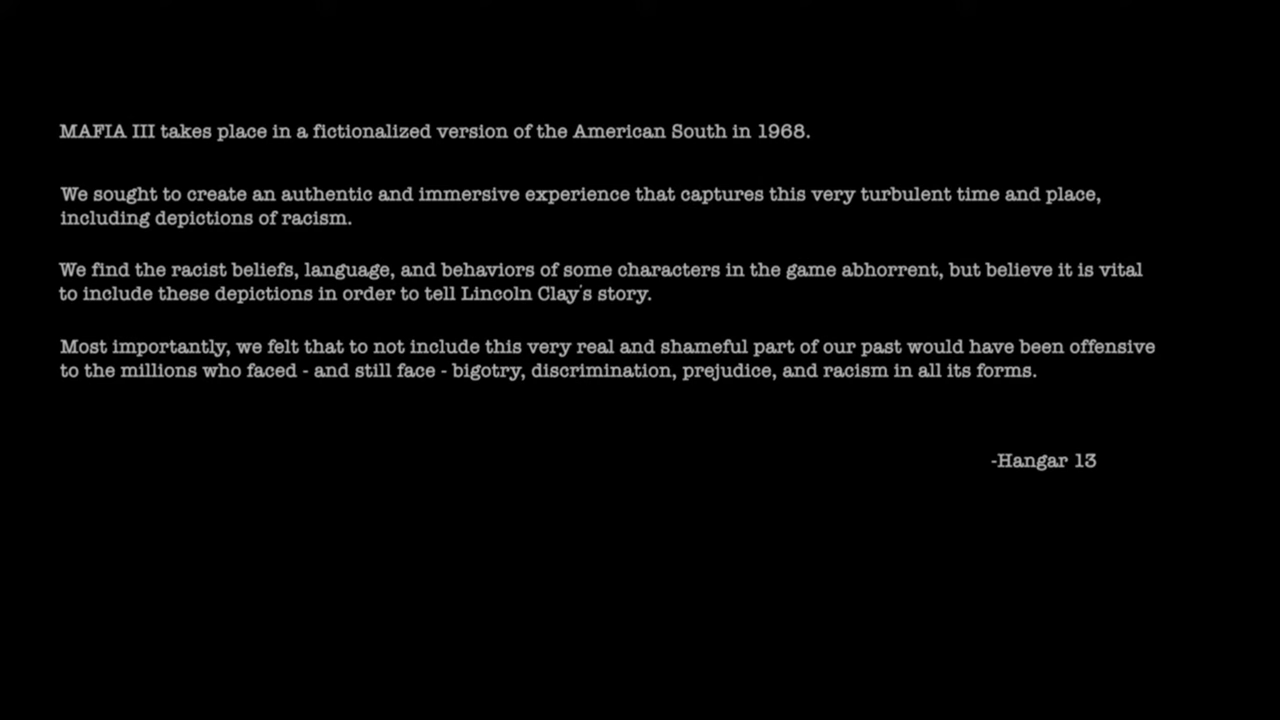 MAFIA III takes place in a fictionalized version of the American South in 1968.
We sought to create an authentic and immersive experience that captures this very turbulent time and place,
including depictions of racism.
We find the racist beliefs, language, and behaviors of some characters in the game abhorrent, but believe it is vital
to include these depictions in order to tell Lincoln Clay's story.
Most importantly, we felt that to not include this very real and shameful part of our past would have been offensive
to the millions who faced - and still face - bigotry, discrimination, prejudice, and racism in all its forms.
-Hangar 13